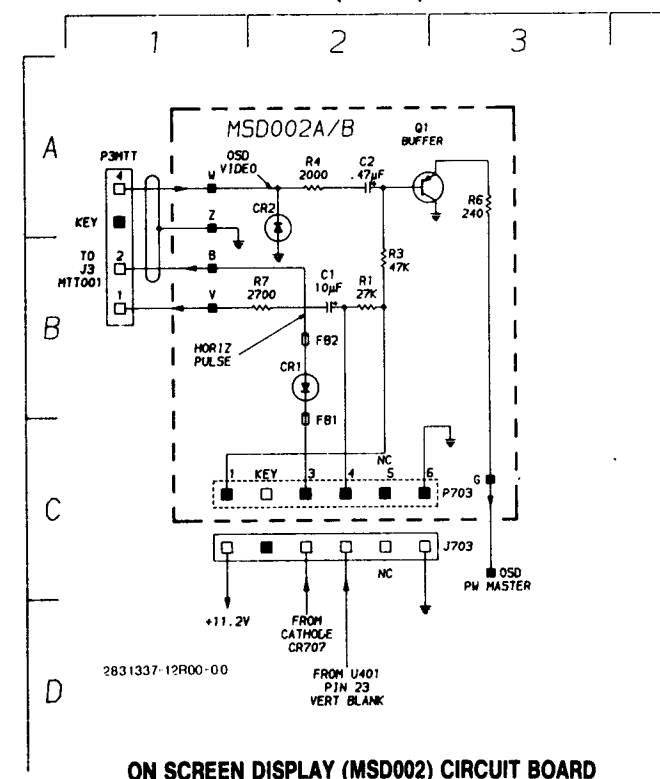 1 2 3
A
MSD002A/B
Q1
BUFFER
P3MTT
4
W
OSD
VIDEO
R4
2000
C2
.47µF
R6
240
KEY
Z
CR2
TO
J3
MTT001
2
B
R3
47K
B
1
V
R7
2700
C1
10µF
R1
27K
HORIZ
PULSE
FB2
CR1
FB1
C
1 KEY 3 4 NC 5 6
P703
G
J703
NC
OSD
PW MASTER
+11.2V
FROM
CATHODE
CR707
2831337-12R00-00
FROM U401
PIN 23
VERT BLANK
D
ON SCREEN DISPLAY (MSD002) CIRCUIT BOARD